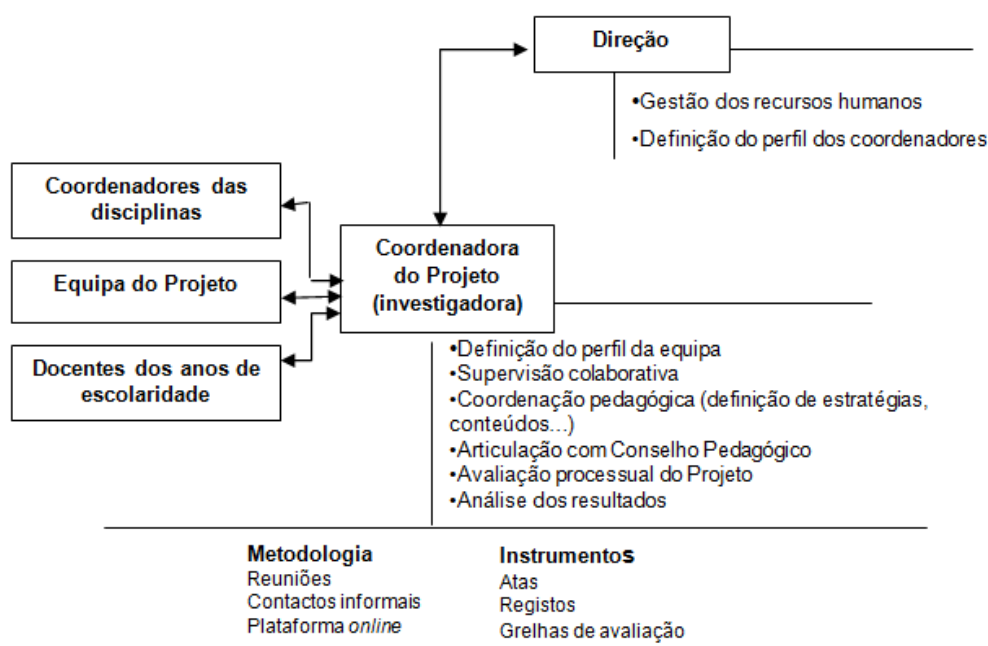 Direção
•Gestão dos recursos humanos
•Definição do perfil dos coordenadores
Coordenadores das
disciplinas
Equipa do Projeto
Docentes dos anos de
escolaridade
Coordenadora
do Projeto
(investigadora)
•Definição do perfil da equipa
•Supervisão colaborativa
•Coordenação pedagógica (definição de estratégias,
conteúdos...)
•Articulação com Conselho Pedagógico
•Avaliação processual do Projeto
•Análise dos resultados
Metodologia
Reuniões
Contactos informais
Plataforma online
Instrumentos
Atas
Registos
Grelhas de avaliação